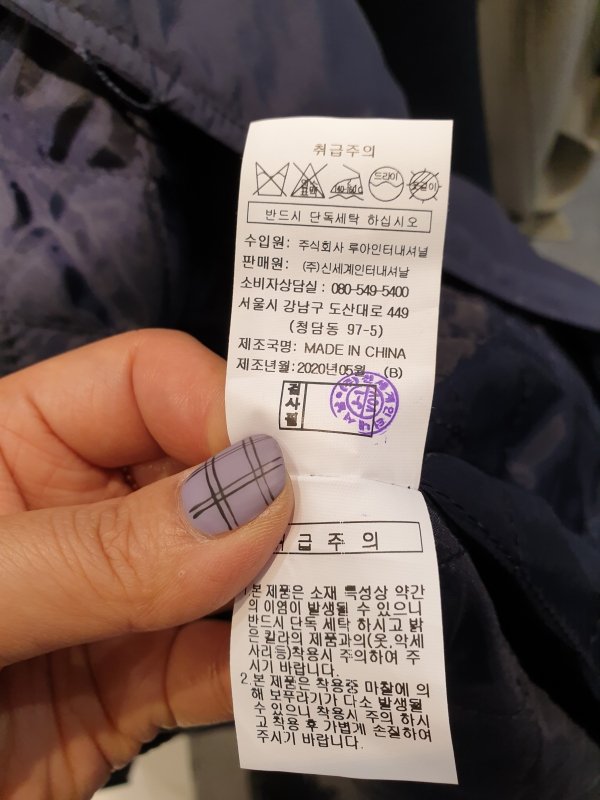 취급주의
드라이
반드시 단독세탁 하십시오
수입원: 주식회사 루아인터내셔날
판매원: (주)신세계인터내셔날
소비자상담실 : 080-549-5400
서울시 강남구 도산대로 449
(청담동 97-5)
제조국명: MADE IN CHINA
제조년월:2020년05월 (B)
검사필
급 주 의
1.본 제품은 소재 특성상 약간
의 이염이 발생될 수 있으니
반드시 단독 세탁 하시고 밝
은 칼라의 제품과의(옷,악세
사리등)착용시 주의하여 주
시기 바랍니다.
2.본 제품은 착용중 마찰에 의
해 보푸라기가 다소 발생될
수 있으니 착용시 주의 하시
고 착용 후 가볍게 손질하여
주시기 바랍니다.